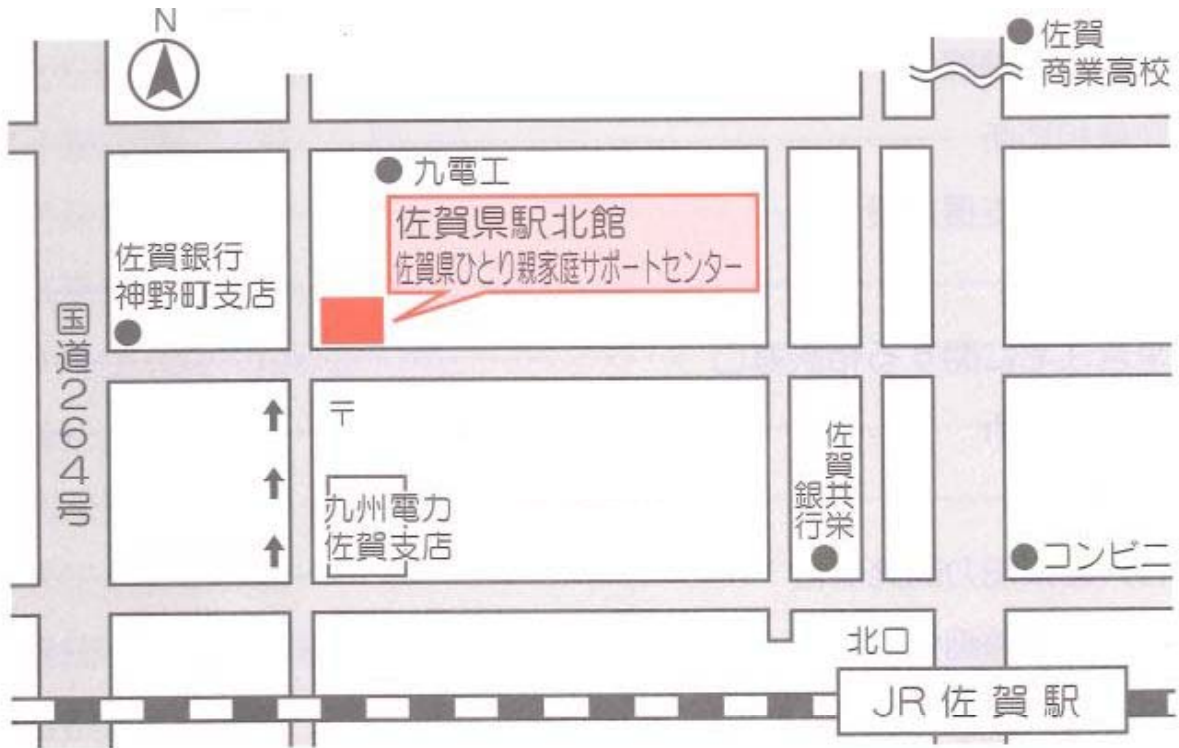 N
佐賀
商業高校
九電工
佐賀県駅北館
佐賀県ひとり親家庭サポートセンター
佐賀銀行
神野町支店
国道264号
〒
九州電力
佐賀支店
佐賀共栄
銀行
コンビニ
北口
JR佐賀駅